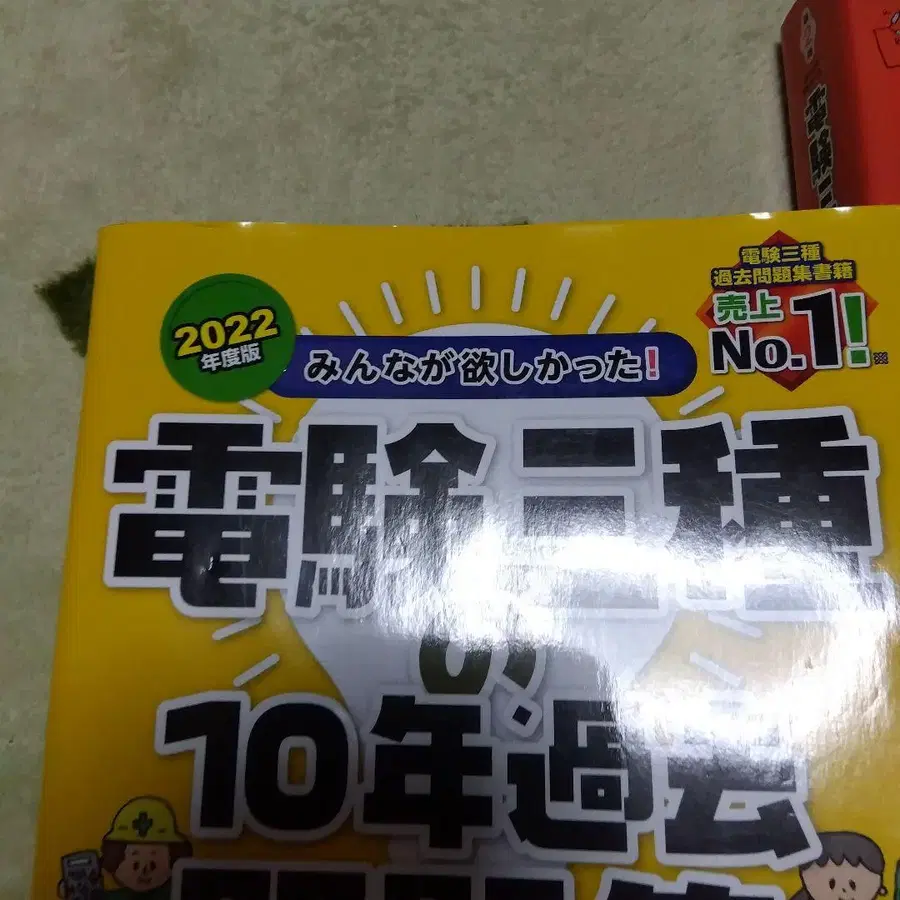 2022
年度版
みんなが欲しかった!
電験三種
過去問題集書籍
売上
No.1!
電験三種
の
10年過去